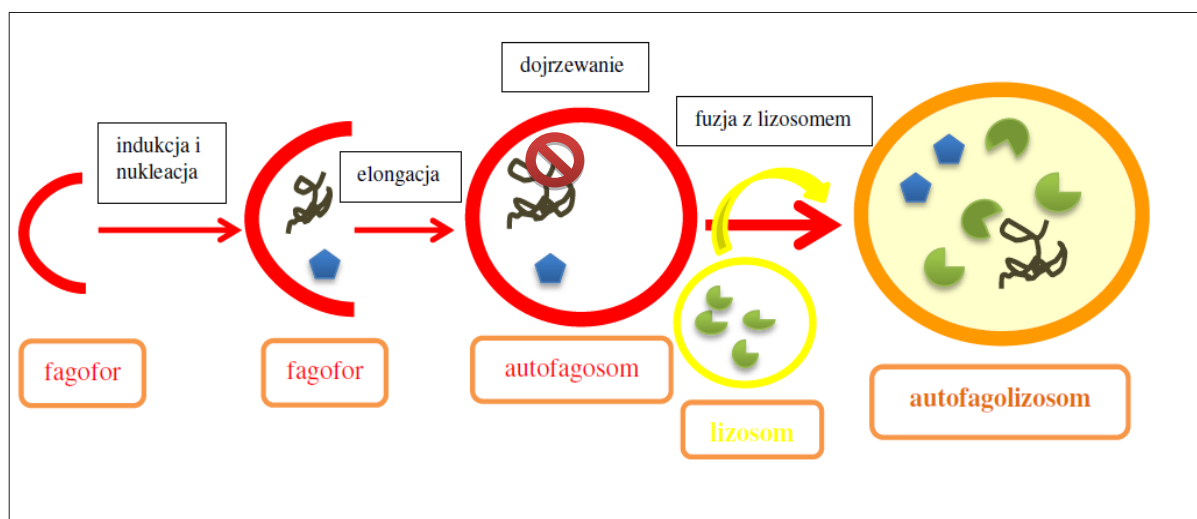 indukcja i
nukleacja
elongacja
dojrzewanie
fuzja z lizosomem
fagofor
fagofor
autofagosom
lizosom
autofagolizosom